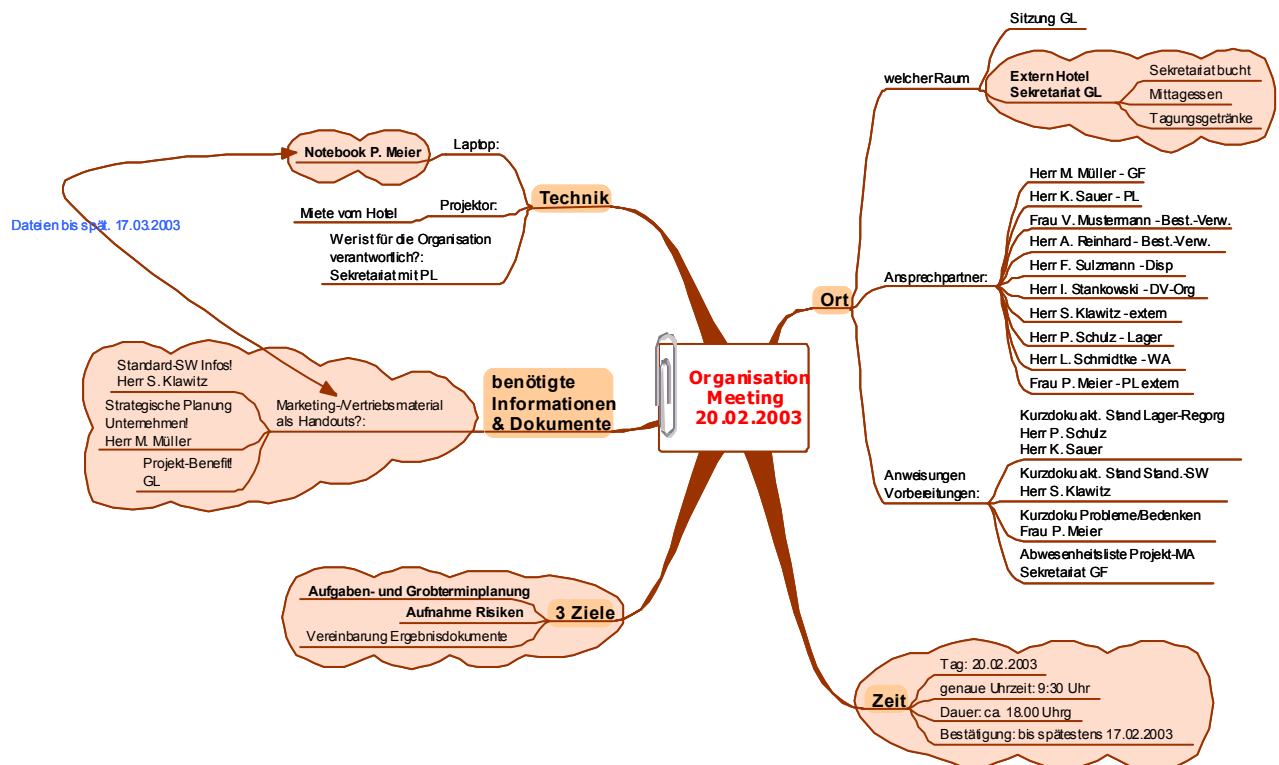 Organisation
Meeting
20.02.2003
Ort
welcher Raum
Sitzung GL
Extern Hotel
Sekretariat GL
Sekretariat bucht
Mittagessen
Tagungsgetränke
Ansprechpartner:
Herr M. Müller - GF
Herr K. Sauer - PL
Frau V. Mustermann - Best.-Verw.
Herr A. Reinhard - Best.-Verw.
Herr F. Sulzmann - Disp
Herr I. Stankowski - DV-Org
Herr S. Klawitz - extern
Herr P. Schulz - Lager
Herr L. Schmidtke - WA
Frau P. Meier - PL extern
Anweisungen
Vorbereitungen:
Kurzdoku akt. Stand Lager-Regorg
Herr P. Schulz
Herr K. Sauer
Kurzdoku akt. Stand Stand.-SW
Herr S. Klawitz
Kurzdoku Probleme/Bedenken
Frau P. Meier
Abwesenheitsliste Projekt-MA
Sekretariat GF
Zeit
Tag: 20.02.2003
genaue Uhrzeit: 9:30 Uhr
Dauer: ca. 18.00 Uhrg
Bestätigung: bis spätestens 17.02.2003
Technik
Laptop:
Notebook P. Meier
Projektor:
Miete vom Hotel
Wer ist für die Organisation
verantwortlich?:
Sekretariat mit PL
Dateien bis spät. 17.03.2003
benötigte
Informationen
& Dokumente
Marketing-/Vertriebsmaterial
als Handouts?:
Standard-SW Infos!
Herr S. Klawitz
Strategische Planung
Unternehmen!
Herr M. Müller
Projekt-Benefit!
GL
3 Ziele
Aufgaben- und Grobterminplanung
Aufnahme Risiken
Vereinbarung Ergebnisdokumente